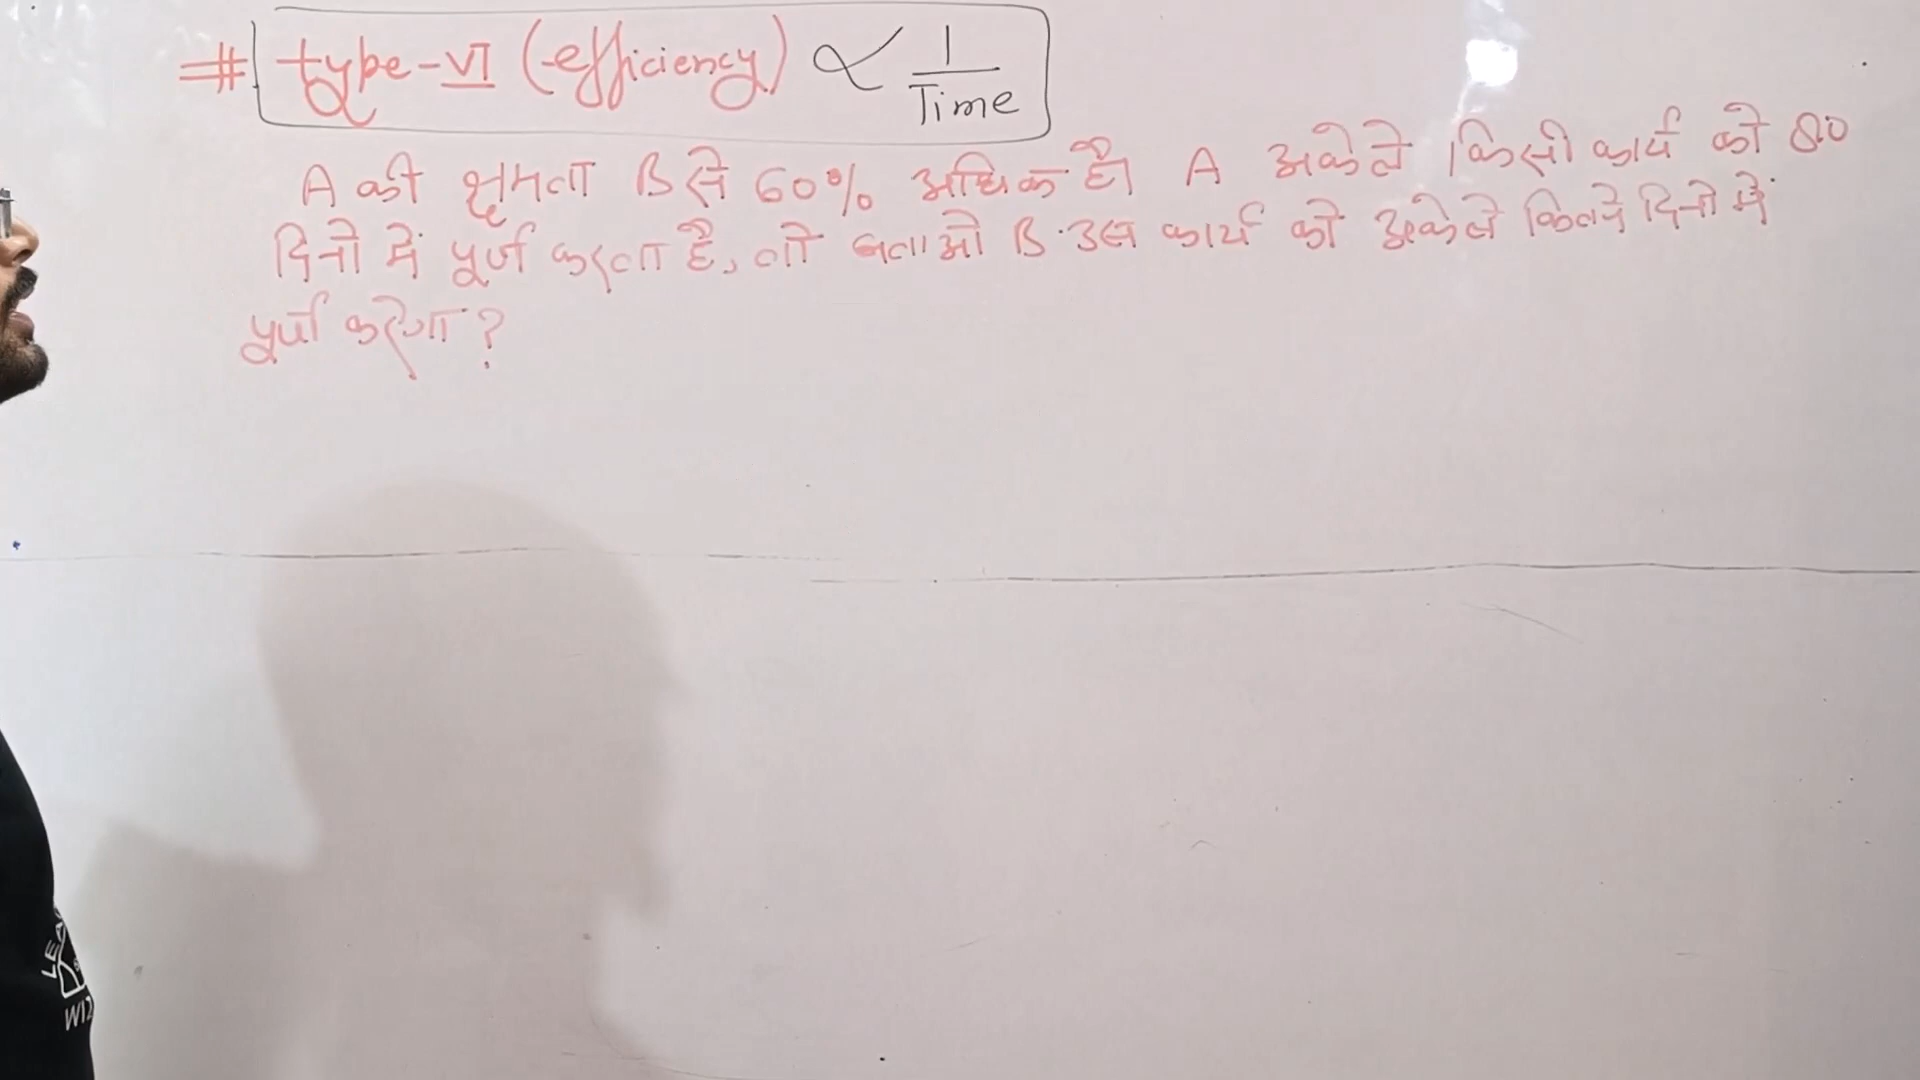 # type-VI (efficiency) ∝ 1/Time
A की क्षमता B से 60% अधिक है। A अकेले किसी कार्य को 80
दिनो में पूर्ण करता है, तो बताओ B उस कार्य को अकेले कितने दिनो में
पूर्ण करेगा?